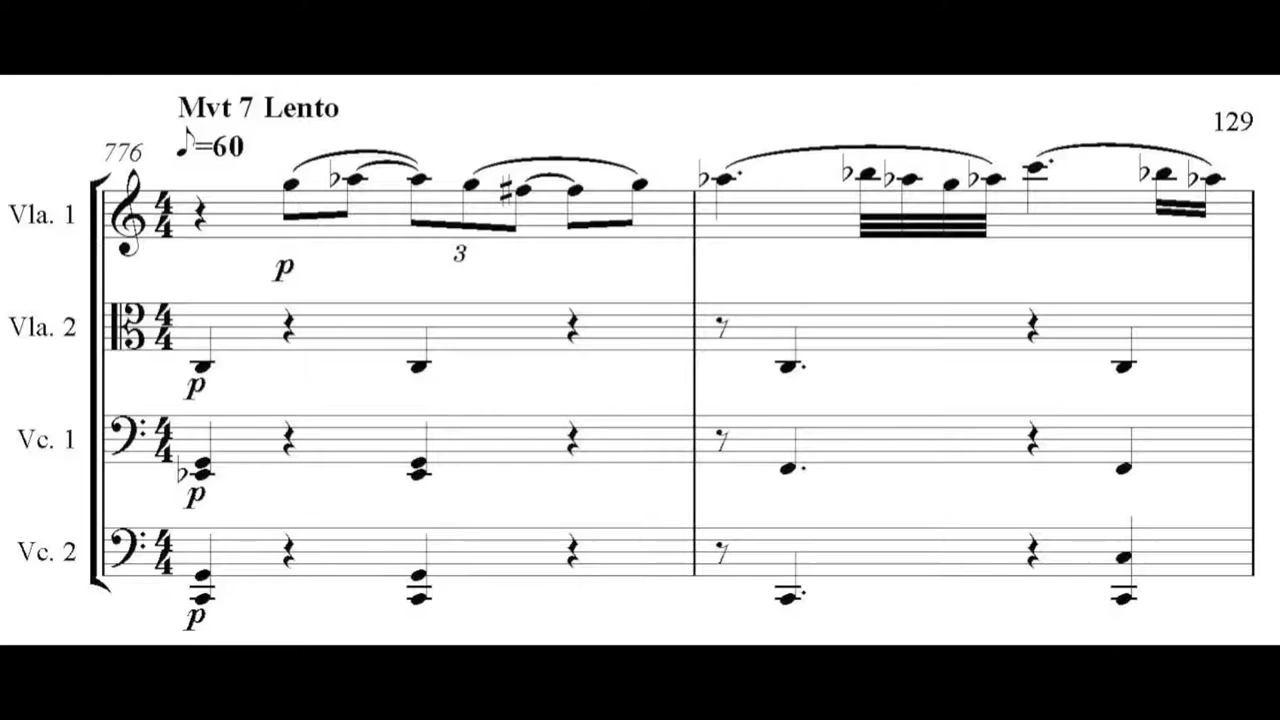 Mvt 7 Lento
129
776 ♪=60
Vla. 1
3
p
Vla. 2
p
Vc. 1
p
Vc. 2
p